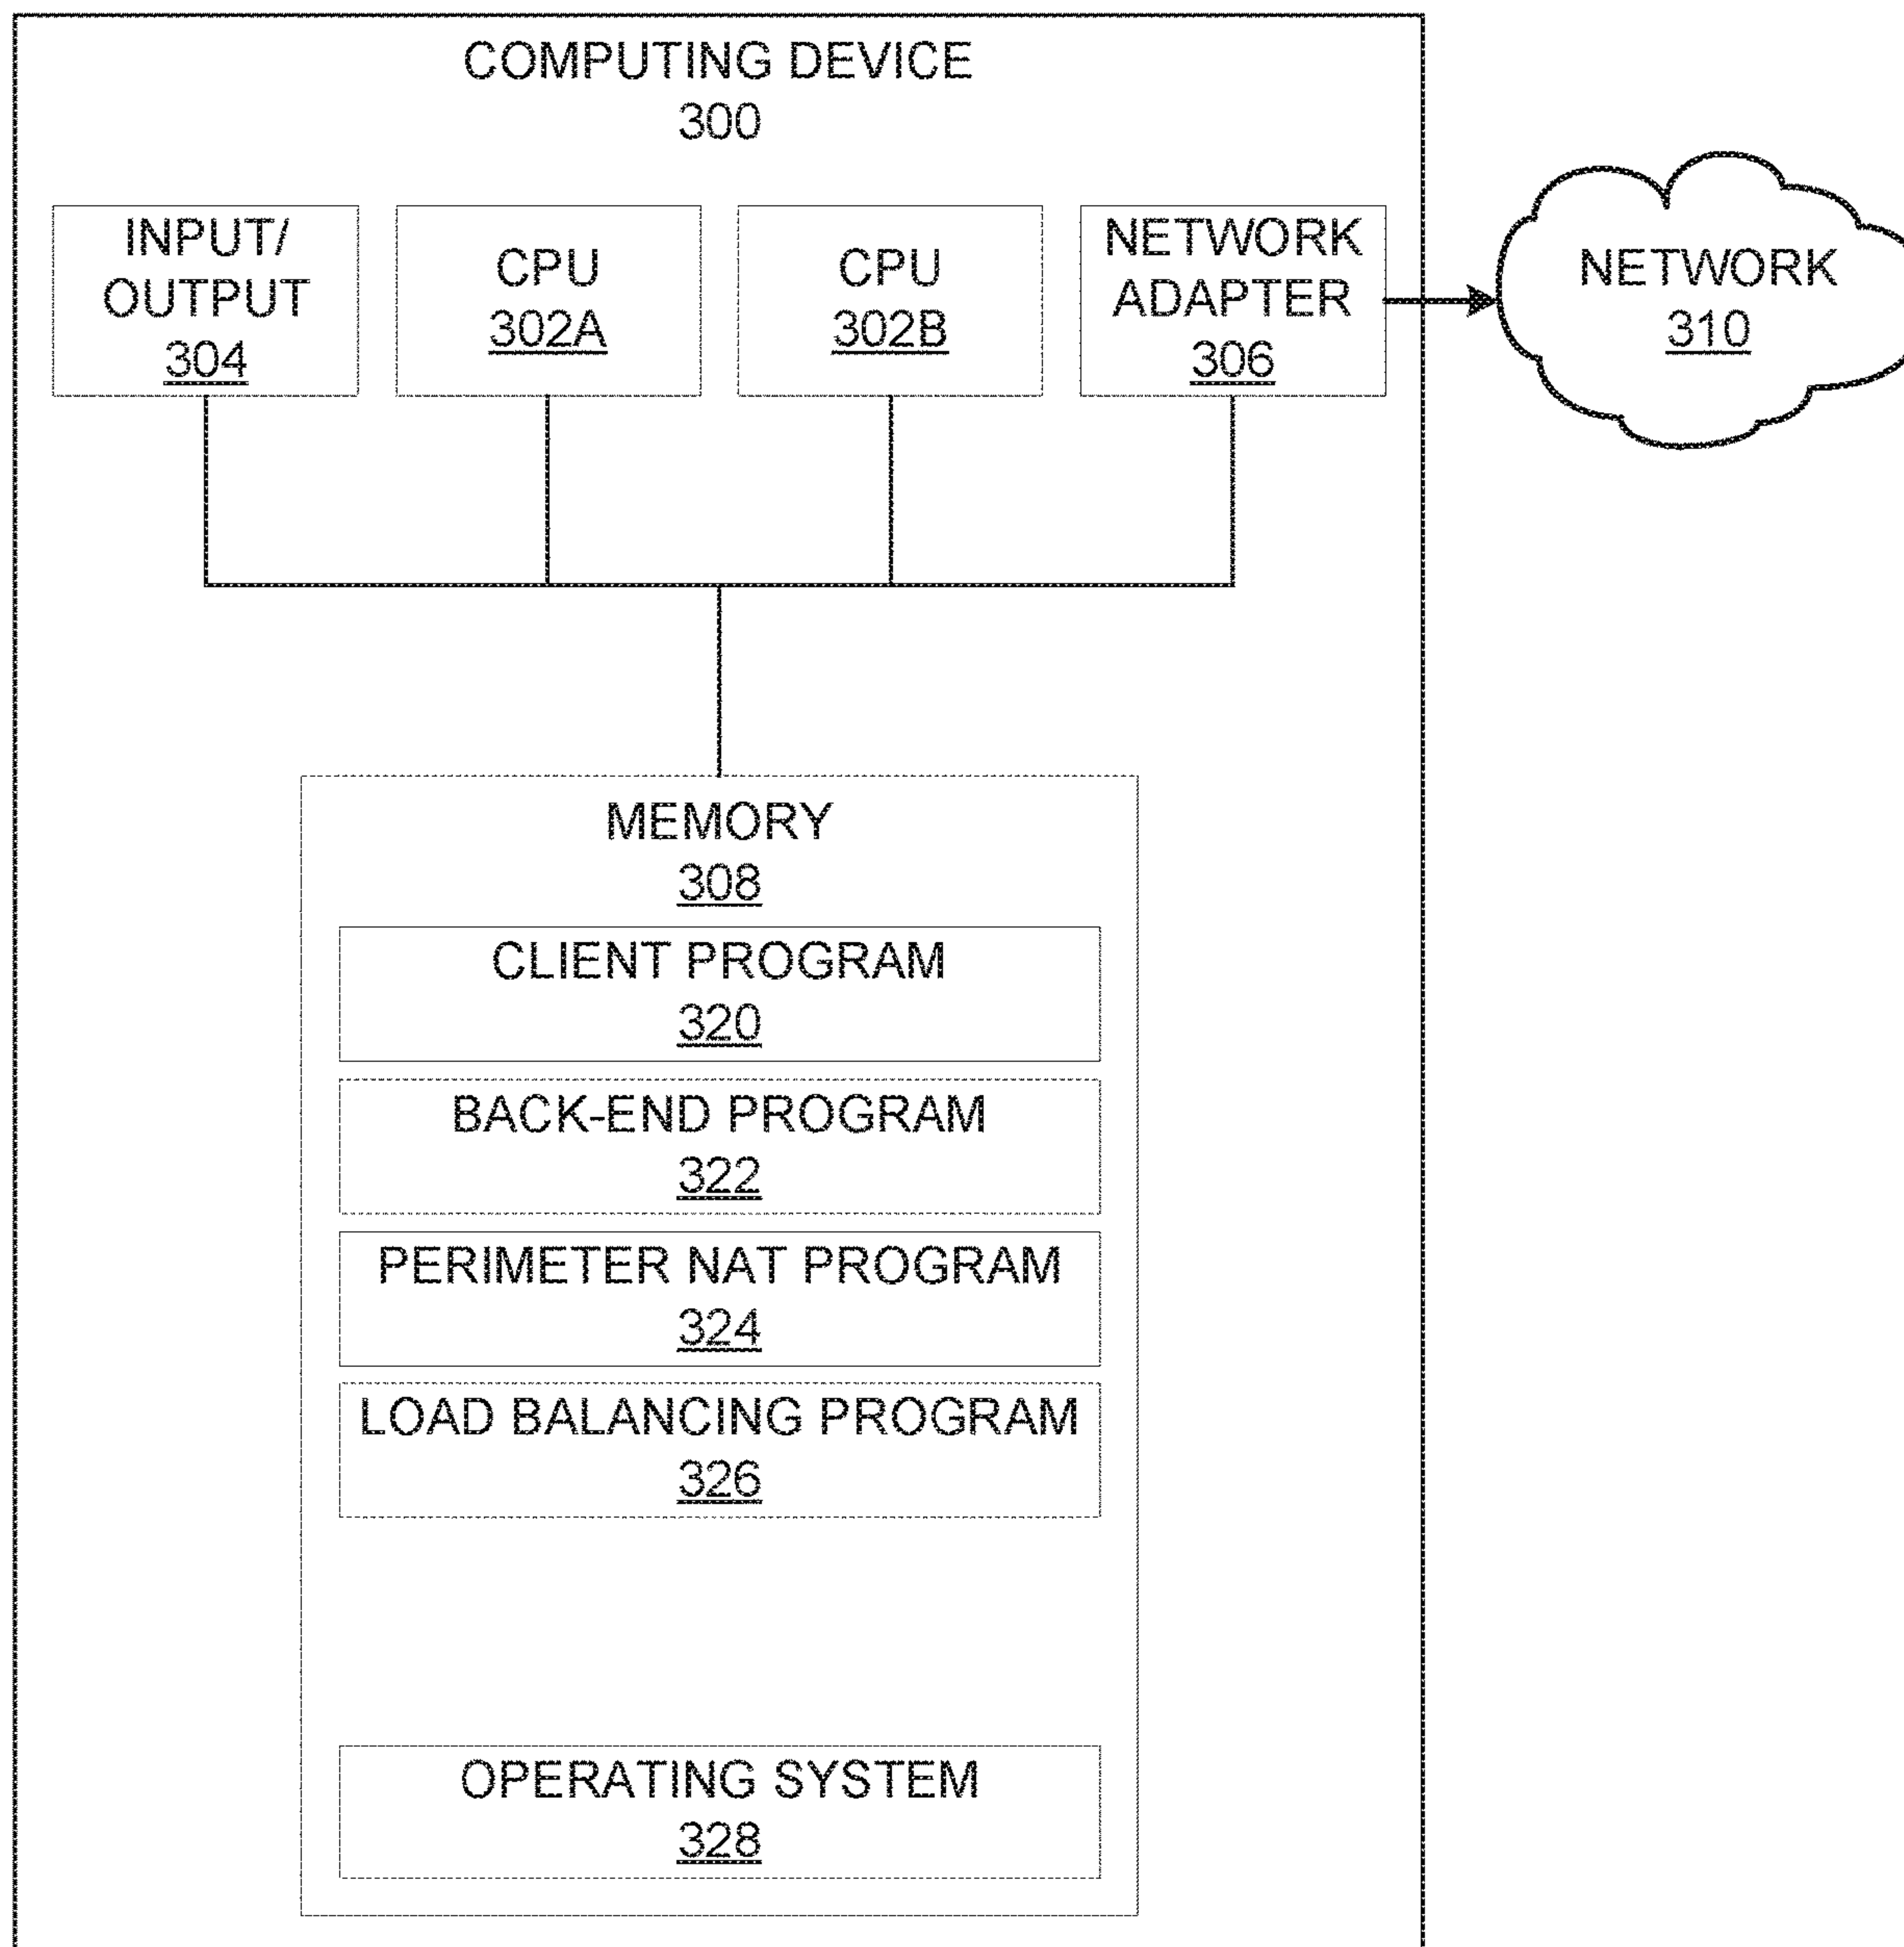 COMPUTING DEVICE
300
INPUT/
OUTPUT
304
CPU
302A
CPU
302B
NETWORK
ADAPTER
306
NETWORK
310
MEMORY
308
CLIENT PROGRAM
320
BACK-END PROGRAM
322
PERIMETER NAT PROGRAM
324
LOAD BALANCING PROGRAM
326
OPERATING SYSTEM
328